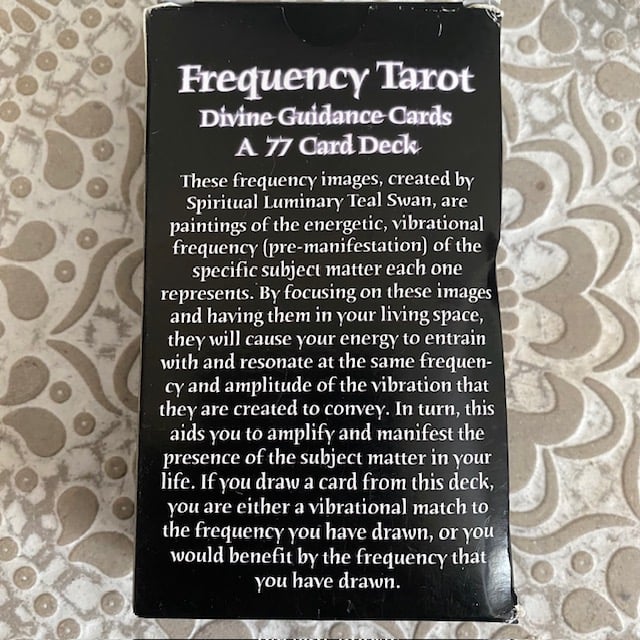 Frequency Tarot
Divine Guidance Cards
A 77 Card Deck
These frequency images, created by
Spiritual Luminary Teal Swan, are
paintings of the energetic, vibrational
frequency (pre-manifestation) of the
specific subject matter each one
represents. By focusing on these images
and having them in your living space,
they will cause your energy to entrain
with and resonate at the same frequen-
cy and amplitude of the vibration that
they are created to convey. In turn, this
aids you to amplify and manifest the
presence of the subject matter in your
life. If you draw a card from this deck,
you are either a vibrational match to
the frequency you have drawn, or you
would benefit by the frequency that
you have drawn.